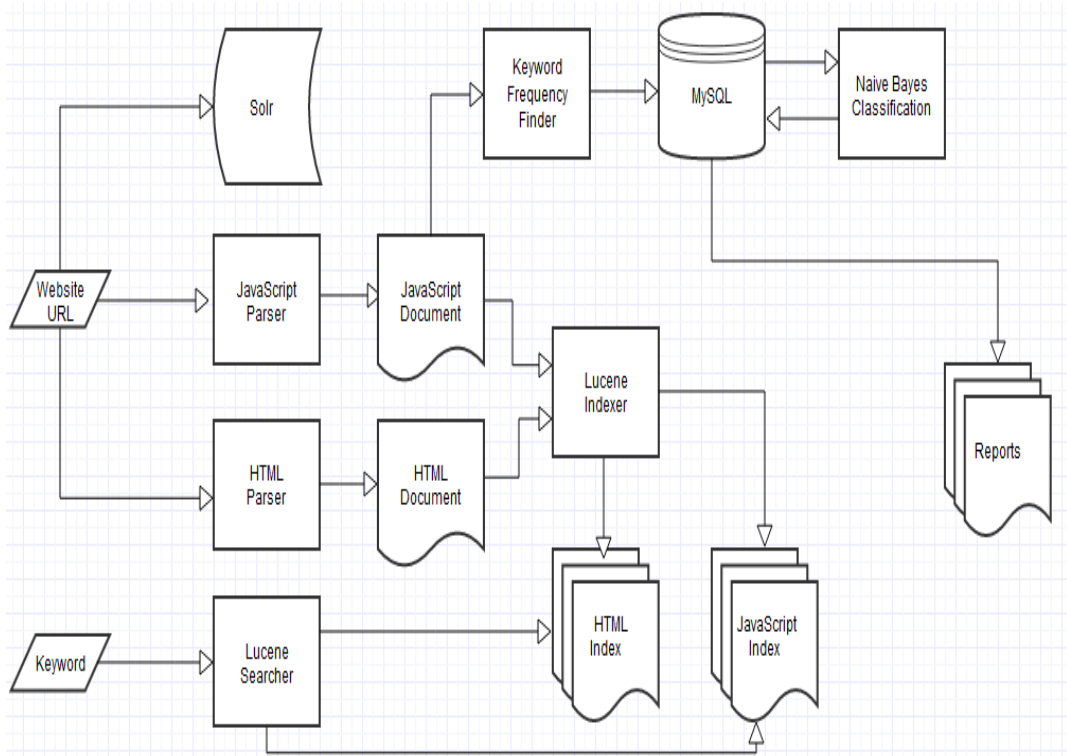 Solr
Keyword
Frequency
Finder
MySQL
Naive Bayes
Classification
Website
URL
JavaScript
Parser
JavaScript
Document
Lucene
Indexer
HTML
Parser
HTML
Document
Reports
Keyword
Lucene
Searcher
HTML
Index
JavaScript
Index